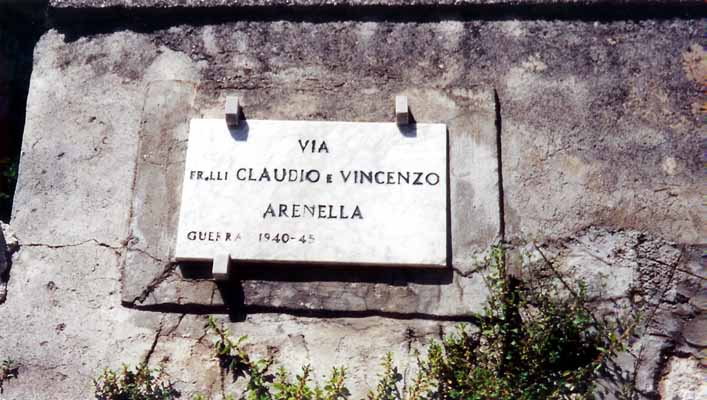 VIA
FR.LLI CLAUDIO E VINCENZO
ARENELLA
GUERRA 1940-45